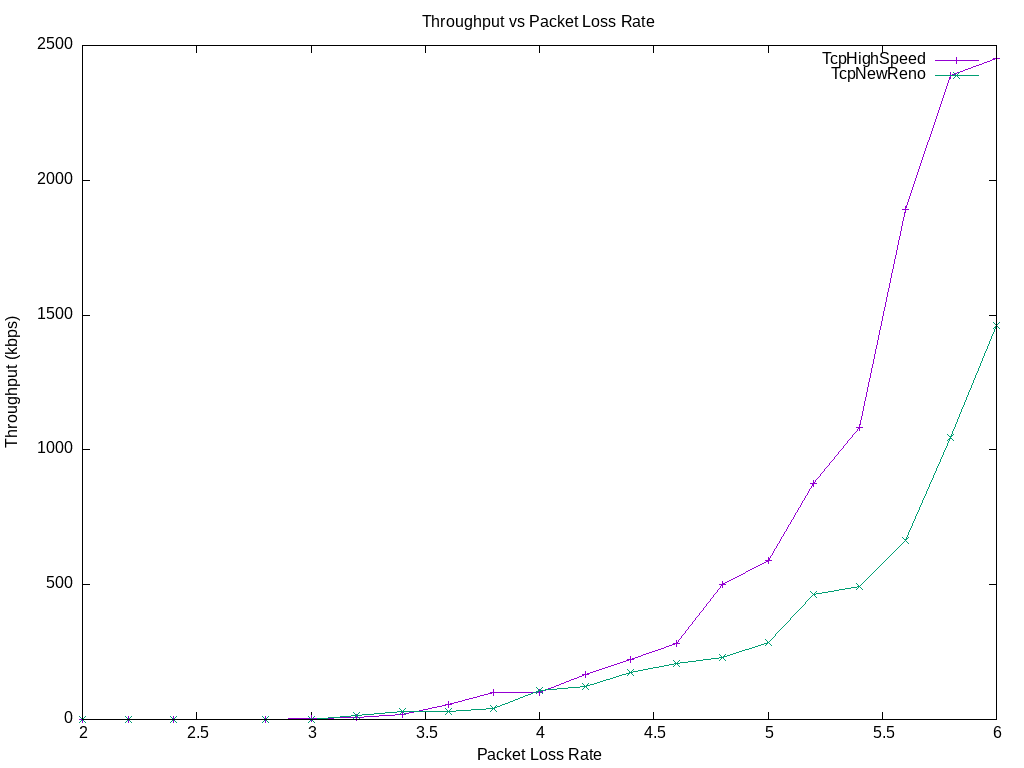 Throughput vs Packet Loss Rate
TcpHighSpeed
TcpNewReno
2500
2000
1500
1000
500
0
Throughput (kbps)
2 2.5 3 3.5 4 4.5 5 5.5 6
Packet Loss Rate